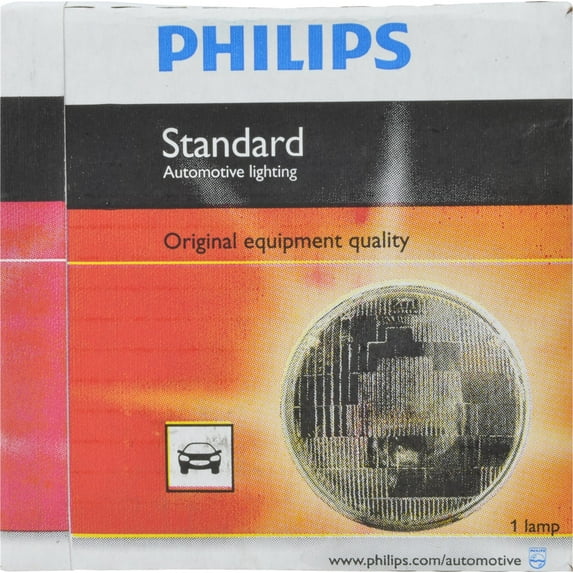 PHILIPS
Standard
Automotive lighting
Original equipment quality
1 lamp
www.philips.com/automotive